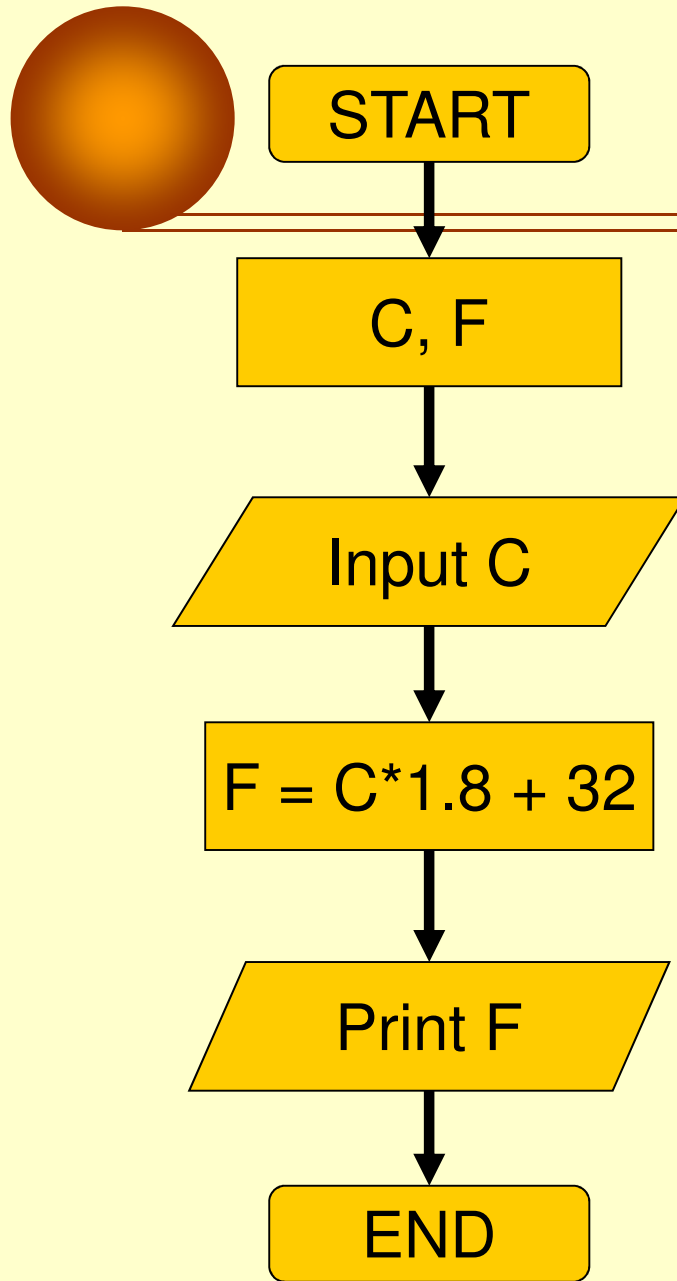 START
C, F
Input C
F = C*1.8 + 32
Print F
END